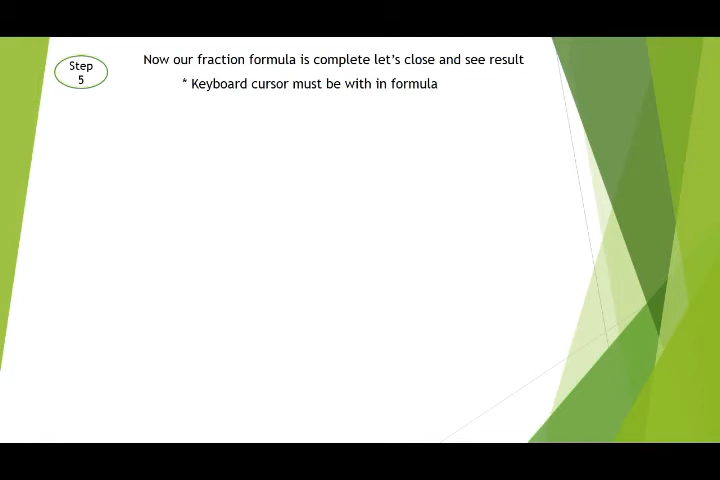 Step
5
Now our fraction formula is complete let's close and see result
* Keyboard cursor must be with in formula